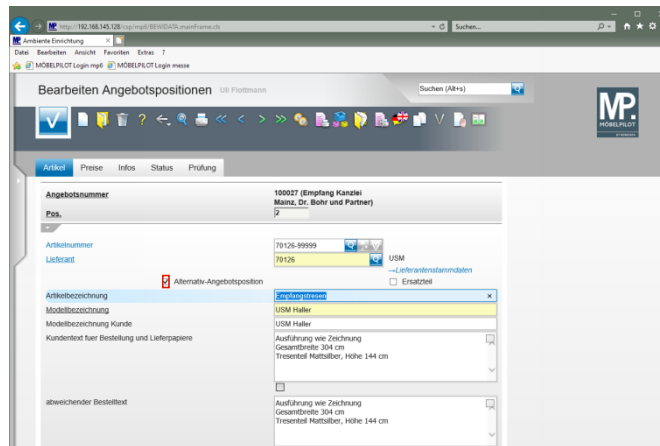 http://192.168.145.128/csp/mp6/BEWIDATA.mainFrame.cls
Suchen...
Ambiente Einrichtung
Datei Bearbeiten Ansicht Favoriten Extras ?
MÖBELPILOT Login mp6 MÖBELPILOT Login messe
Bearbeiten Angebotspositionen Uli Flottmann
Suchen (Alt+s)
MP.
MÖBELPILOT
Artikel Preise Infos Status Prüfung
Angebotsnummer 100027 (Empfang Kanzlei
Mainz, Dr. Bohr und Partner)
Pos. 2
Artikelnummer 70126-99999
Lieferant 70126 USM
→Lieferantenstammdaten
Alternativ-Angebotsposition Ersatzteil
Artikelbezeichnung Empfangstresen
Modellbezeichnung USM Haller
Modellbezeichnung Kunde USM Haller
Kundentext fuer Bestellung und Lieferpapiere Ausführung wie Zeichnung
Gesamtbreite 304 cm
Tresenteil Mattsilber, Höhe 144 cm
abweichender Bestelltext Ausführung wie Zeichnung
Gesamtbreite 304 cm
Tresenteil Mattsilber, Höhe 144 cm